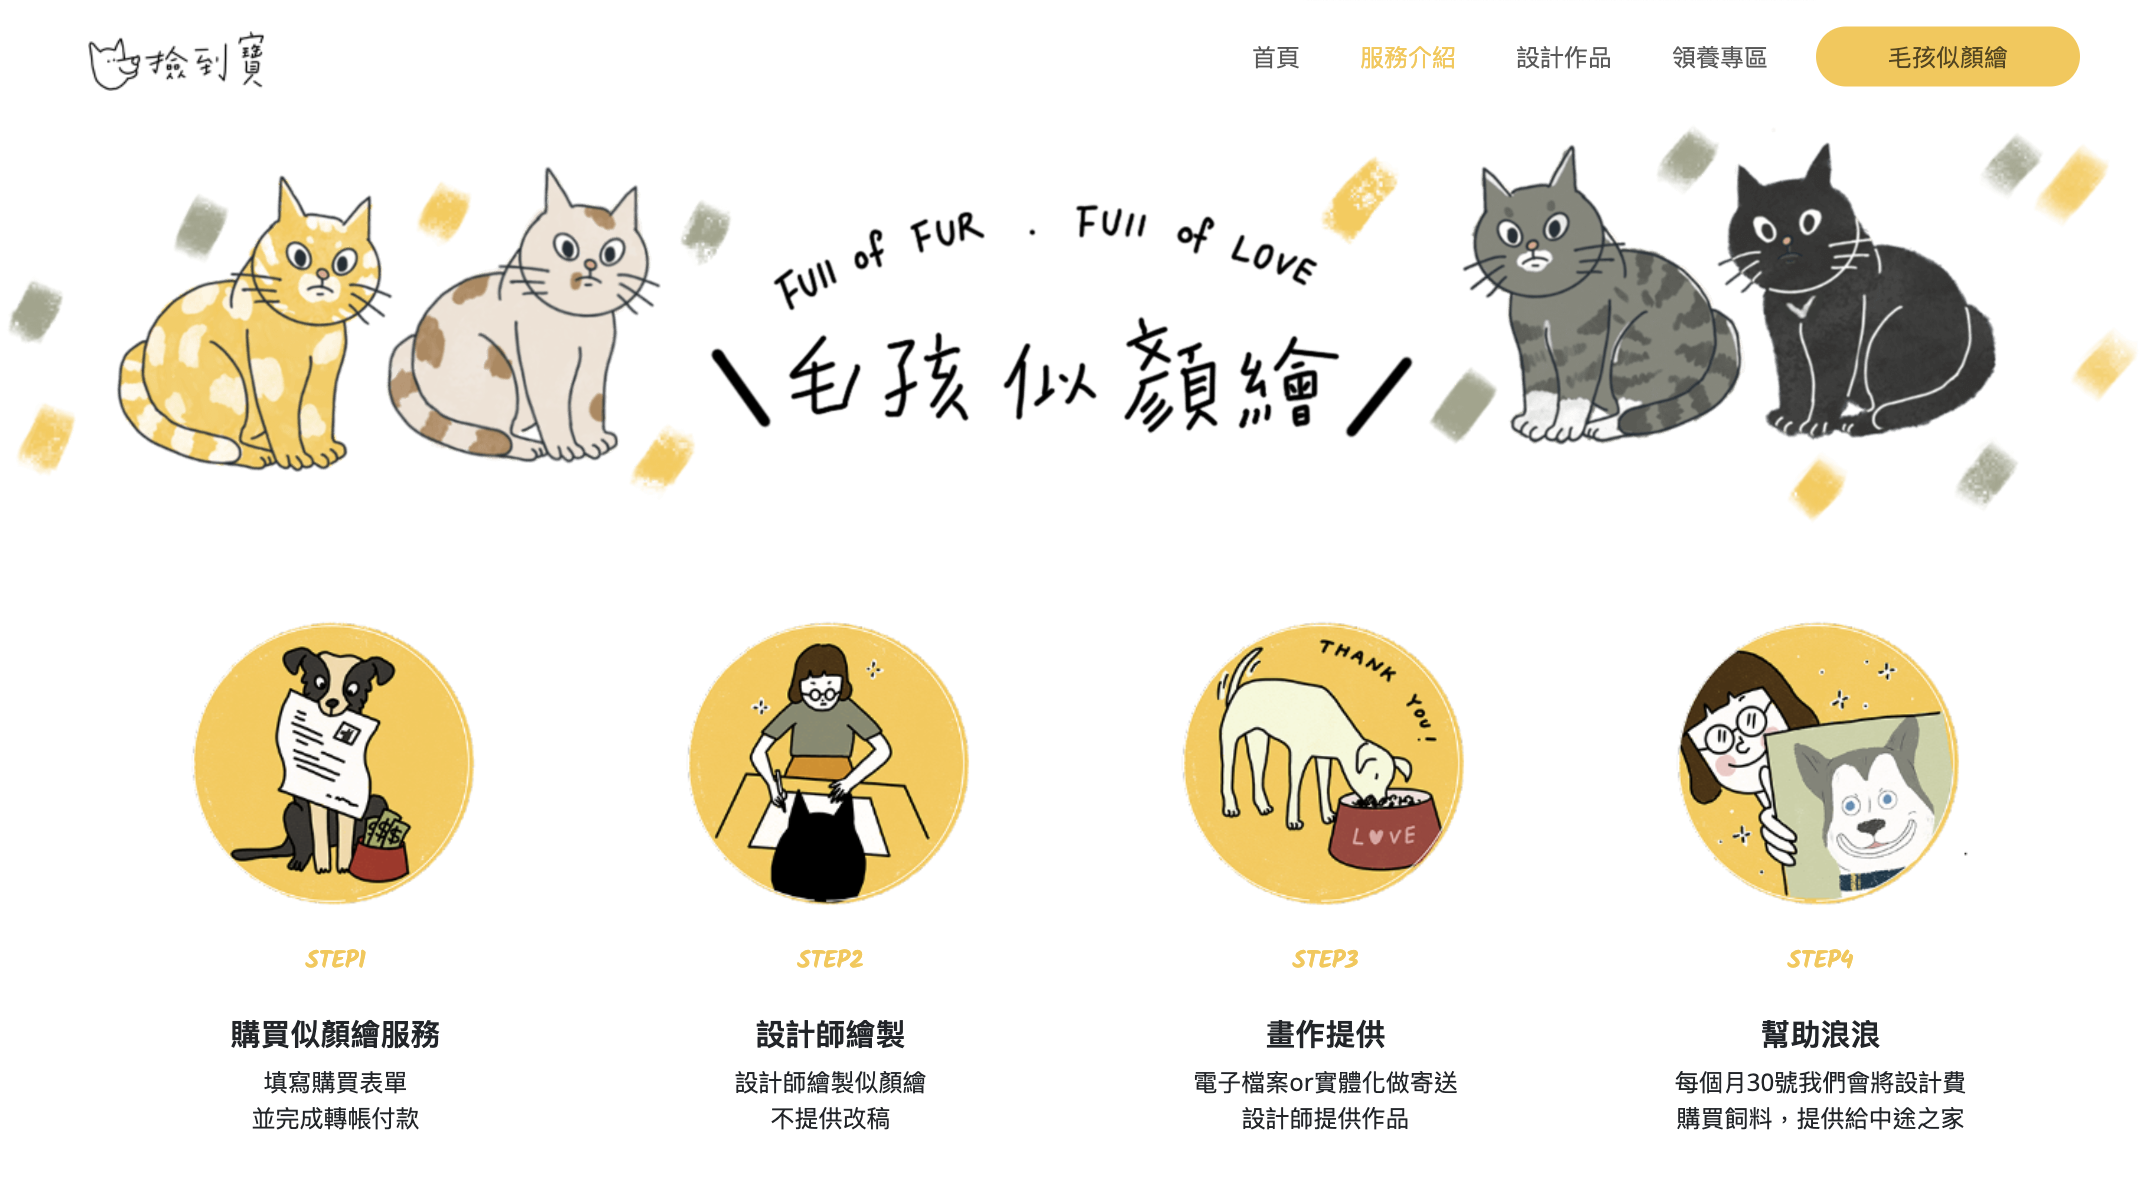 撿到寶
首頁
服務介紹
設計作品
領養專區
毛孩似顏繪
FUll of FUR . FUll of LOVE
\毛孩似顏繪/
THANK YOU!
$$$
LOVE
STEP1
購買似顏繪服務
填寫購買表單
並完成轉帳付款
STEP2
設計師繪製
設計師繪製似顏繪
不提供改稿
STEP3
畫作提供
電子檔案or實體化做寄送
設計師提供作品
STEP4
幫助浪浪
每個月30號我們會將設計費
購買飼料，提供給中途之家